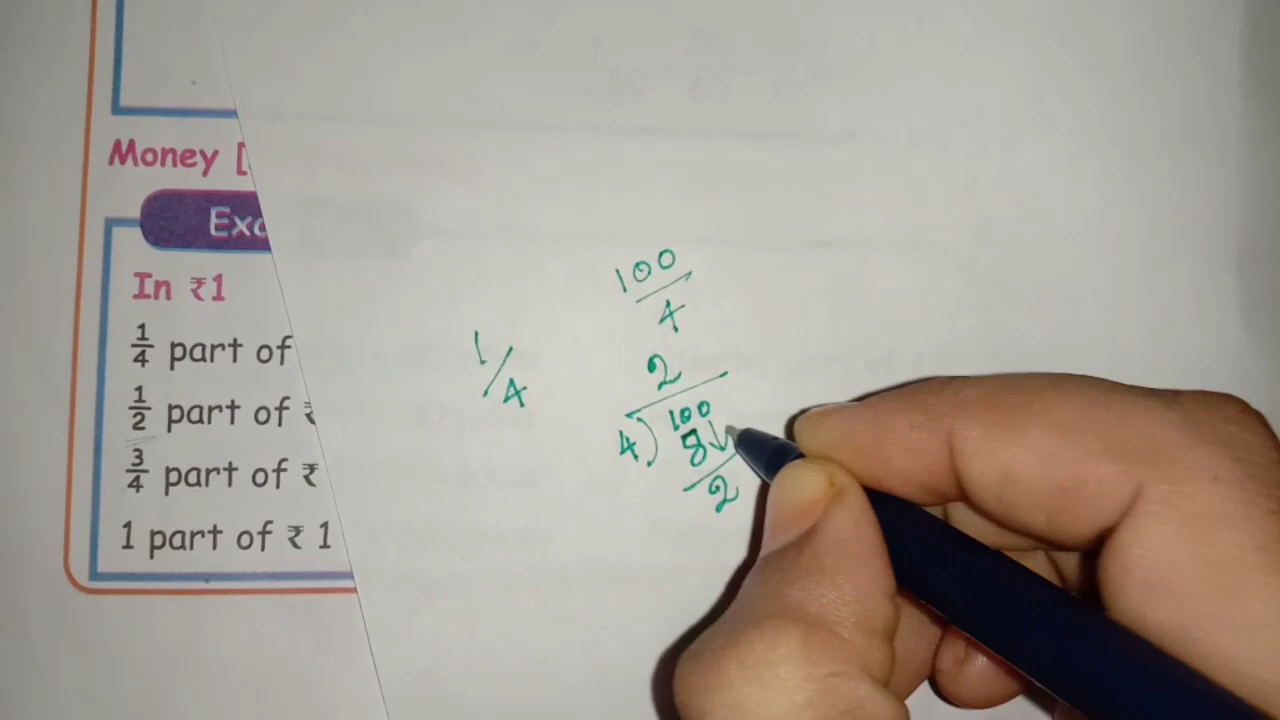 Money [
Exa
In ₹1
1/4 part of
1/2 part of ₹
3/4 part of ₹
1 part of ₹ 1
1/4
100/4
2
4) 100
8↓
2